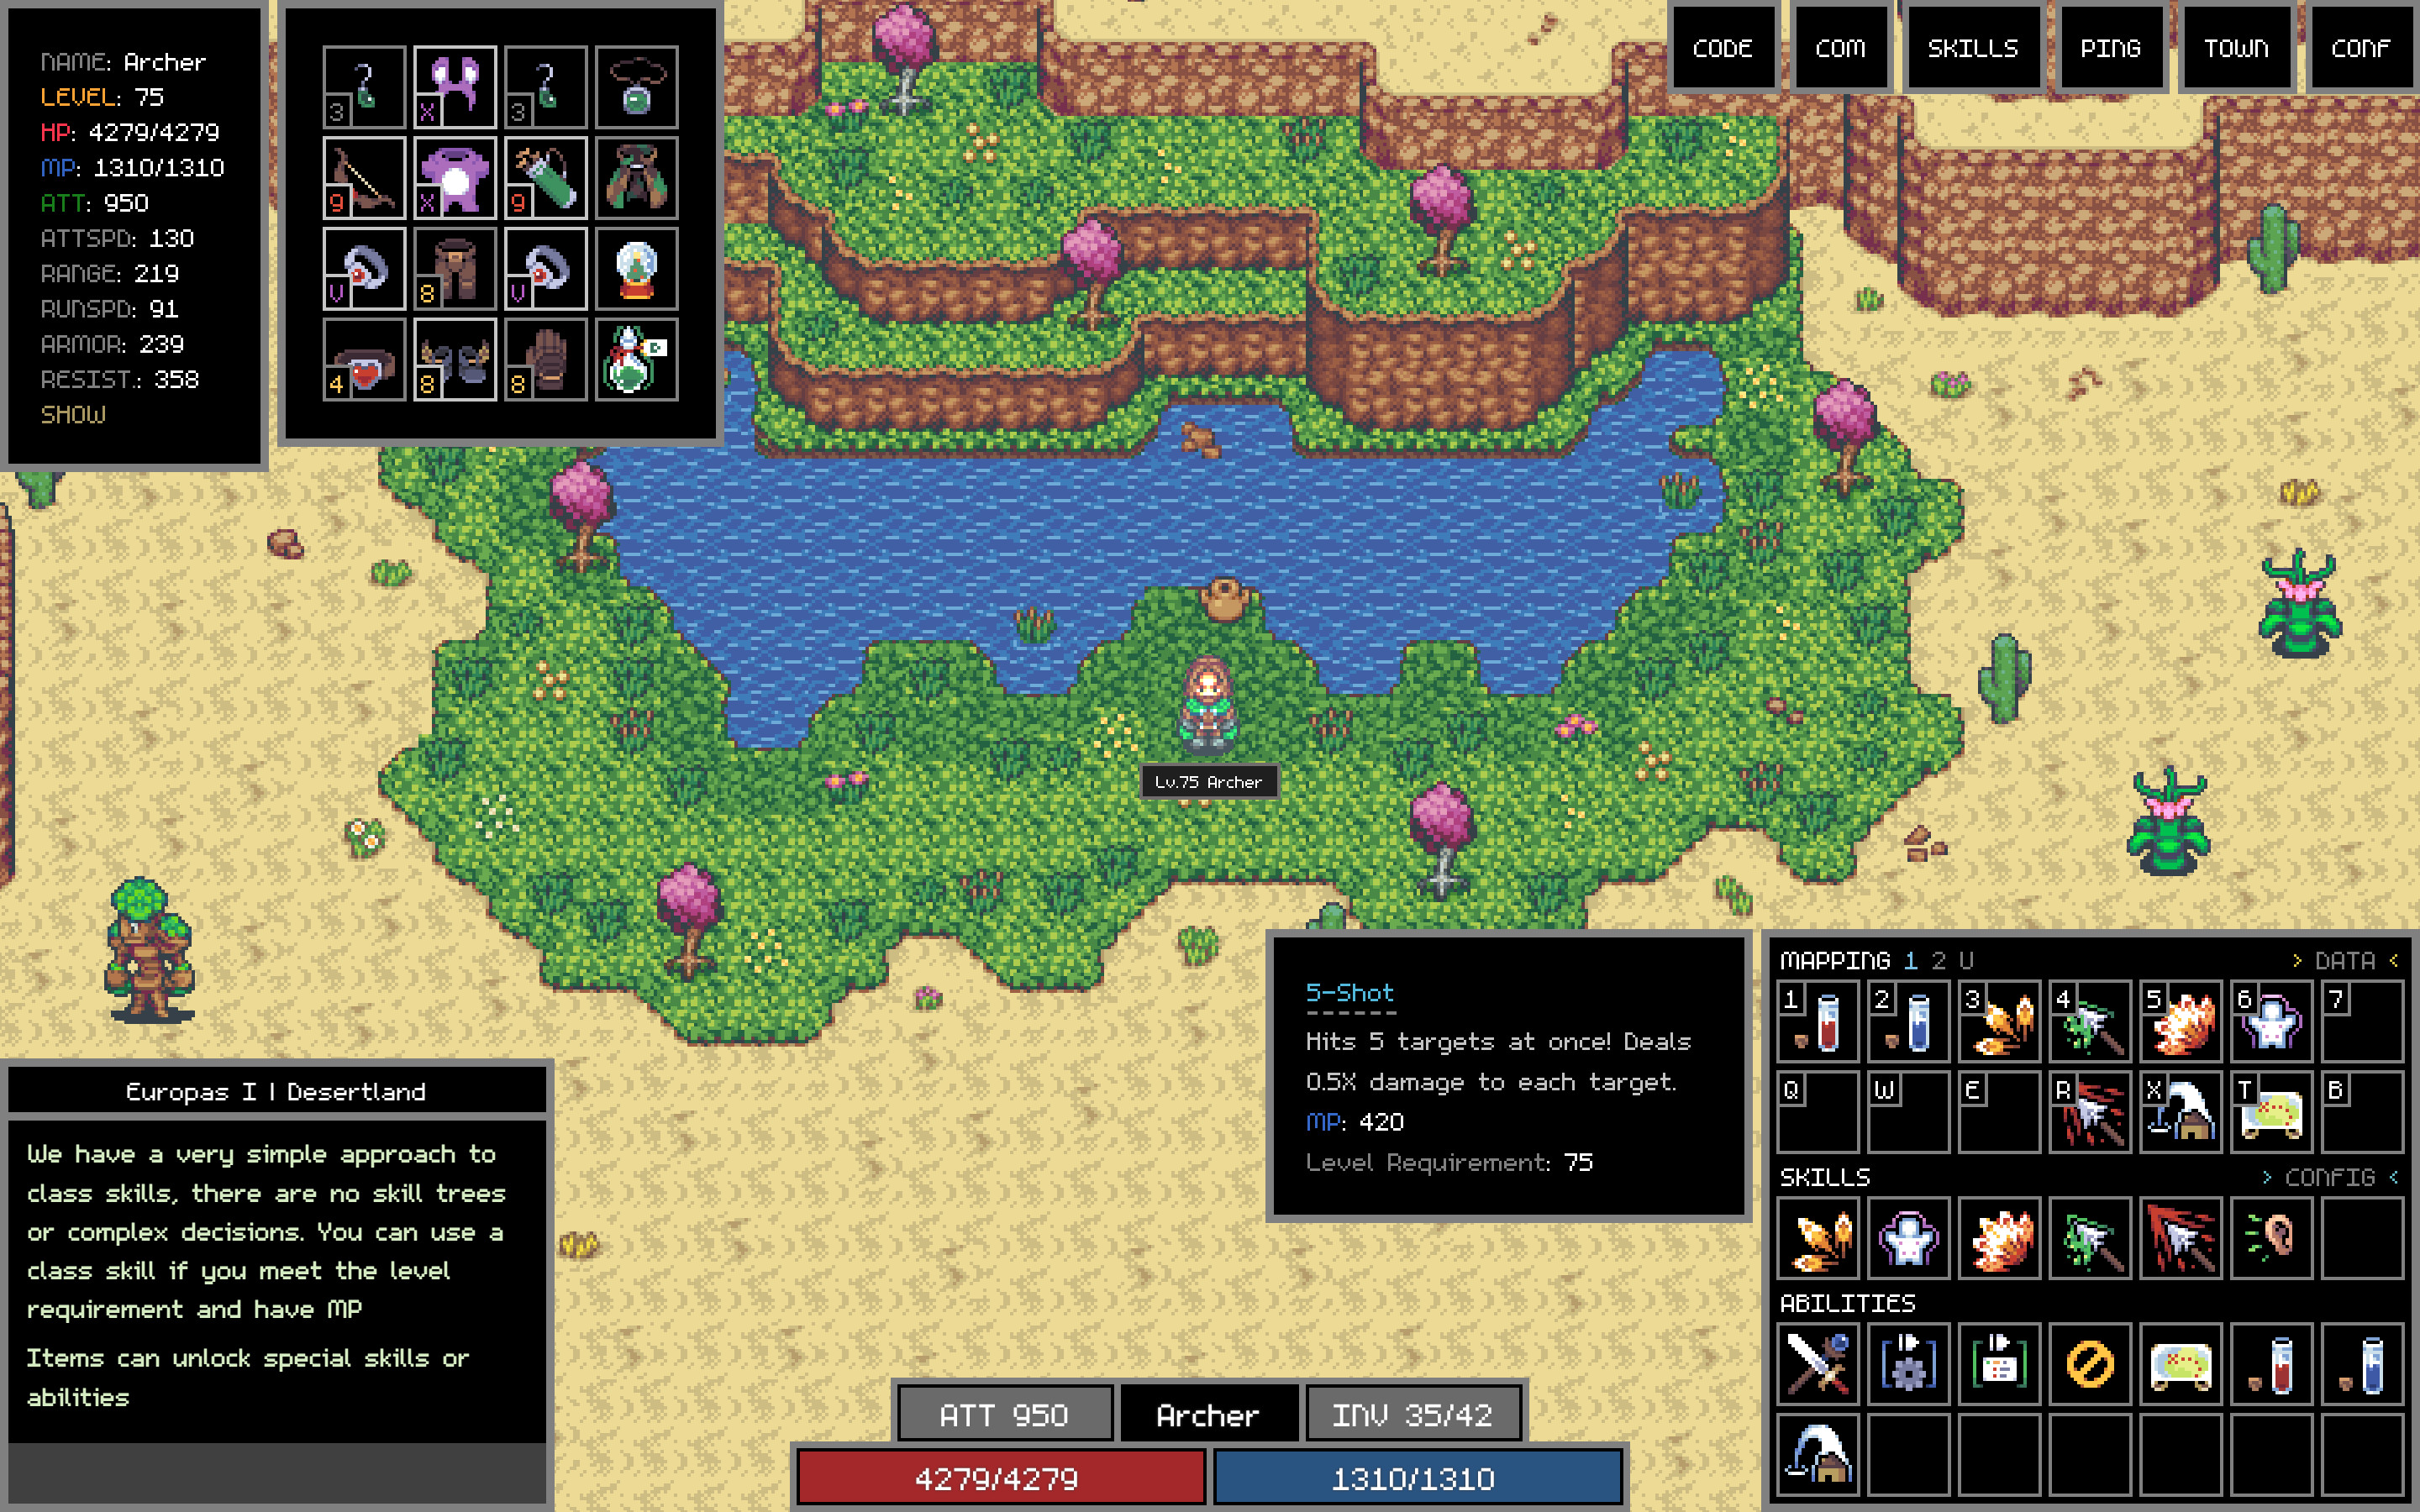 NAME: Archer
LEVEL: 75
HP: 4279/4279
MP: 1310/1310
ATT: 950
ATTSPD: 130
RANGE: 219
RUNSPD: 91
ARMOR: 239
RESIST.: 358
SHOW
3 X 3
9 X 9
V 8 V
4 8 8
CODE COM SKILLS PING TOWN CONF
Lv.75 Archer
5-Shot
Hits 5 targets at once! Deals
0.5X damage to each target.
MP: 420
Level Requirement: 75
Europas I | Desertland
We have a very simple approach to
class skills, there are no skill trees
or complex decisions. You can use a
class skill if you meet the level
requirement and have MP
Items can unlock special skills or
abilities
ATT 950 Archer INV 35/42
4279/4279 1310/1310
MAPPING 1 2 U > DATA <
1 2 3 4 5 6 7
Q W E R X T B
SKILLS > CONFIG <
ABILITIES